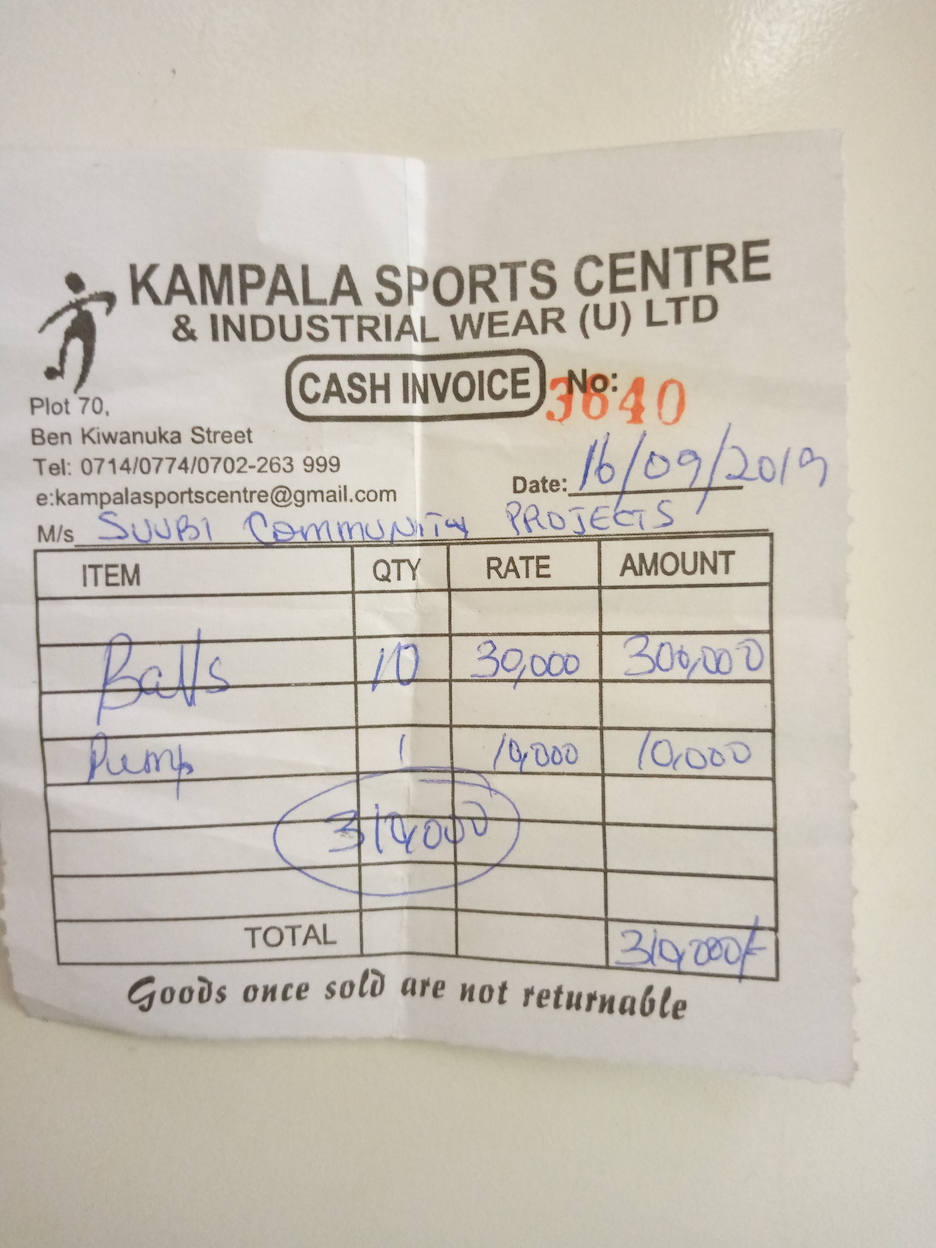 KAMPALA SPORTS CENTRE
& INDUSTRIAL WEAR (U) LTD
CASH INVOICE No: 3640
Plot 70,
Ben Kiwanuka Street
Tel: 0714/0774/0702-263 999
e:kampalasportscentre@gmail.com
Date: 16/09/2019
M/s SUUBI COMMUNITY PROJECTS
ITEM QTY RATE AMOUNT
Balls 10 30,000 300,000
Pump 1 10,000 10,000
310,000
TOTAL 310,000/=
Goods once sold are not returnable